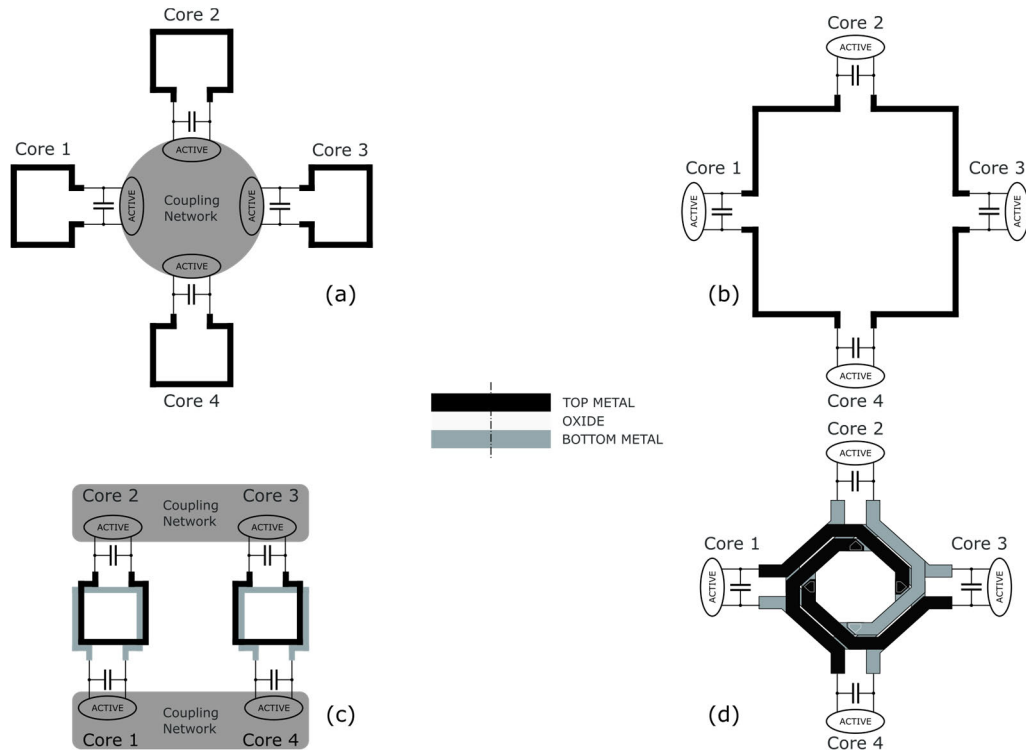 Core 2
ACTIVE
Core 1
ACTIVE
Coupling
Network
ACTIVE
Core 3
ACTIVE
Core 4
(a)
Core 2
ACTIVE
Core 1
ACTIVE
Core 3
ACTIVE
(b)
ACTIVE
Core 4
TOP METAL
OXIDE
BOTTOM METAL
Core 2
Coupling
Network
Core 3
ACTIVE
ACTIVE
ACTIVE
Coupling
Network
ACTIVE
Core 1
Core 4
(c)
Core 2
ACTIVE
Core 1
ACTIVE
Core 3
ACTIVE
ACTIVE
Core 4
(d)